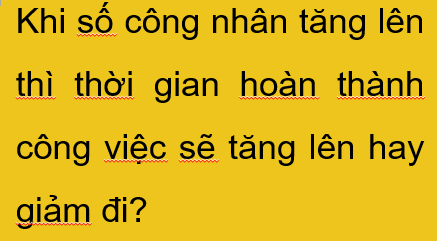 Khi số công nhân tăng lên
thì thời gian hoàn thành
công việc sẽ tăng lên hay
giảm đi?